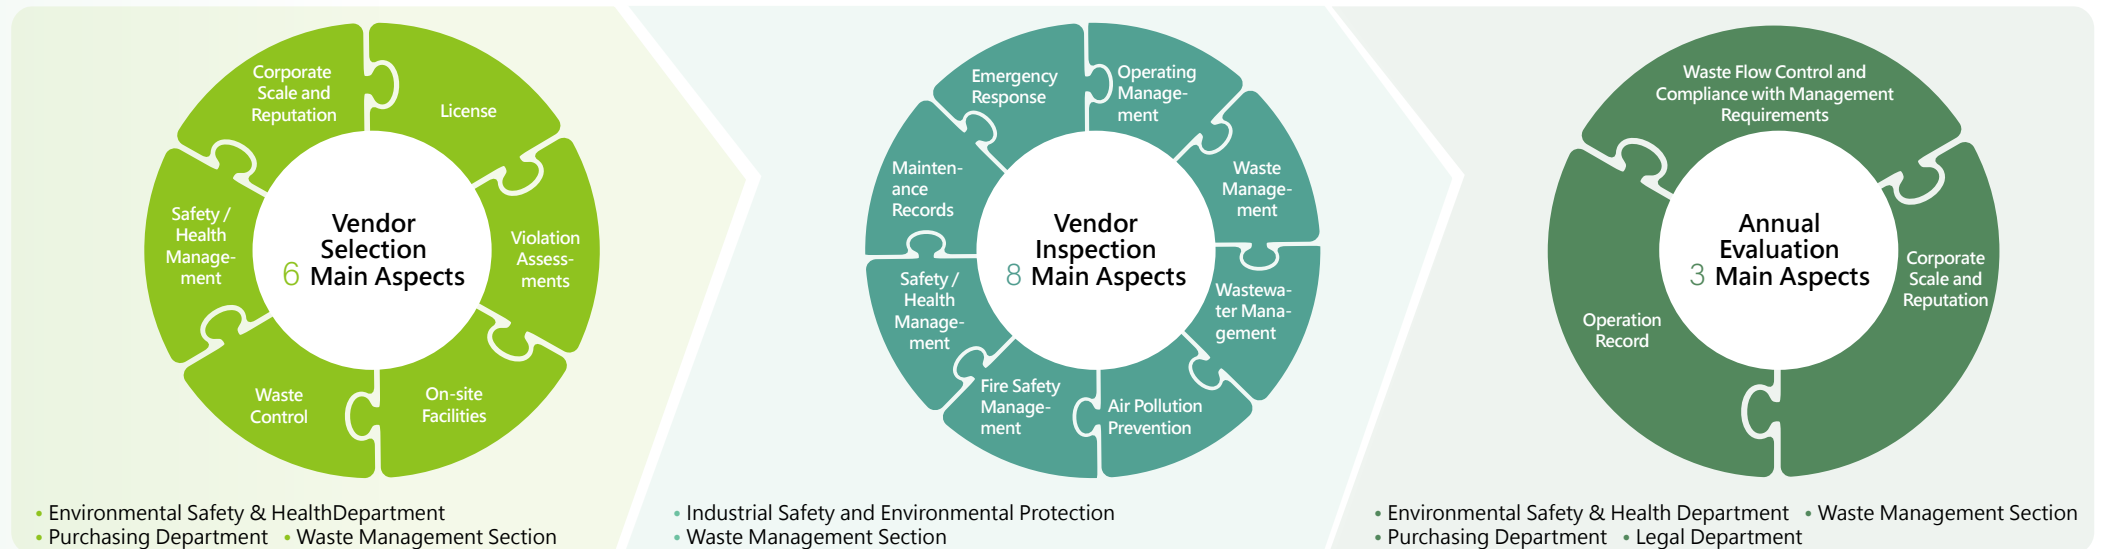 Corporate
Scale and
Reputation
License
Safety /
Health
Manage-
ment
Vendor
Selection
6 Main Aspects
Violation
Assess-
ments
Waste
Control
On-site
Facilities
• Environmental Safety & HealthDepartment
• Purchasing Department • Waste Management Section
Emergency
Response
Operating
Manage-
ment
Mainten-
ance
Records
Waste
Manage-
ment
Vendor
Inspection
8 Main Aspects
Safety /
Health
Manage-
ment
Wastewa-
ter Mana-
gement
Fire Safety
Manage-
ment
Air Pollution
Prevention
• Industrial Safety and Environmental Protection
• Waste Management Section
Waste Flow Control and
Compliance with Management
Requirements
Annual
Evaluation
3 Main Aspects
Corporate
Scale and
Reputation
Operation
Record
• Environmental Safety & Health Department • Waste Management Section
• Purchasing Department • Legal Department